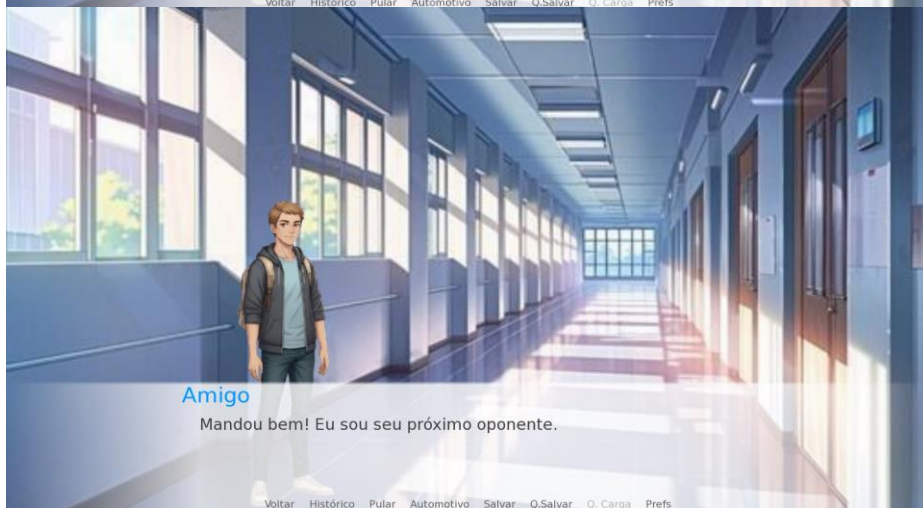 Voltar Histórico Pular Automotivo Salvar Q.Salvar Q. Carga Prefs
Amigo
Mandou bem! Eu sou seu próximo oponente.
Voltar Histórico Pular Automotivo Salvar Q.Salvar Q. Carga Prefs